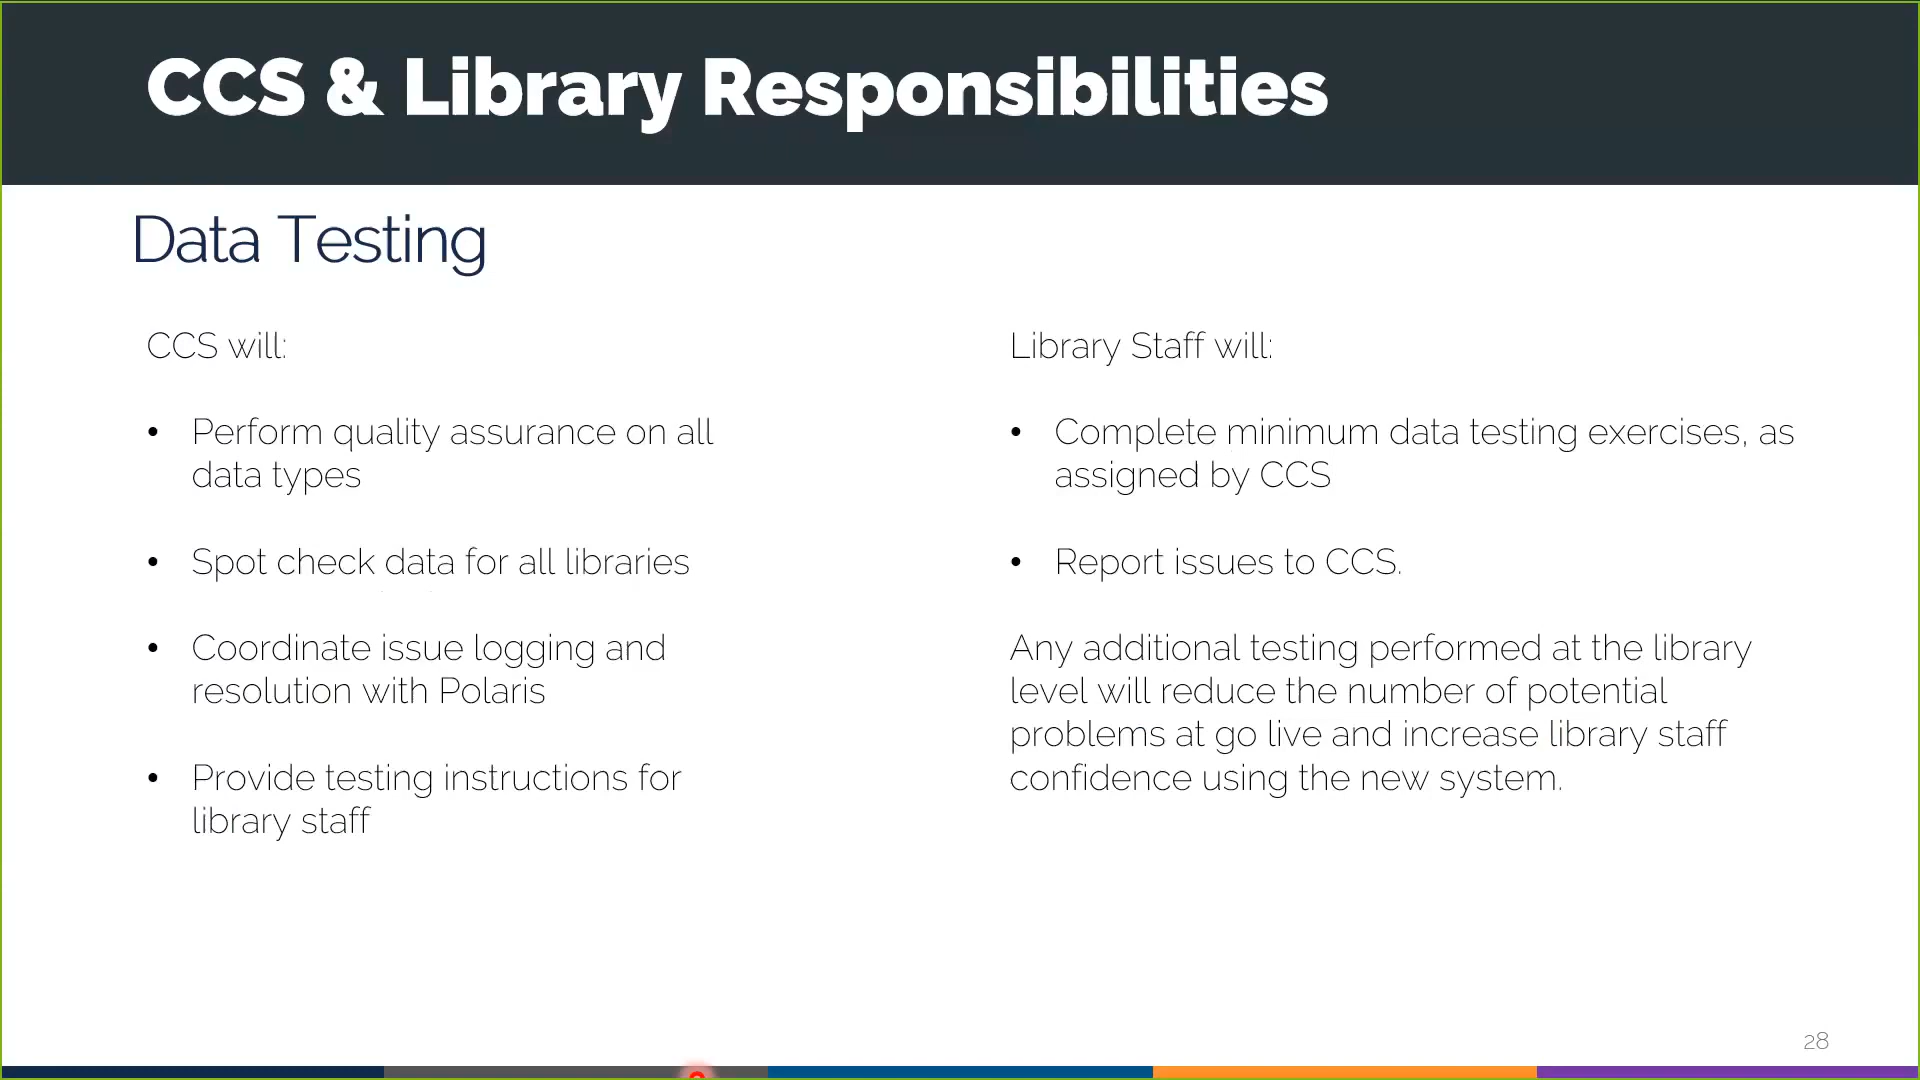 CCS & Library Responsibilities
Data Testing
CCS will:
• Perform quality assurance on all
data types
• Spot check data for all libraries
• Coordinate issue logging and
resolution with Polaris
• Provide testing instructions for
library staff
Library Staff will:
• Complete minimum data testing exercises, as
assigned by CCS
• Report issues to CCS.
Any additional testing performed at the library
level will reduce the number of potential
problems at go live and increase library staff
confidence using the new system.
28